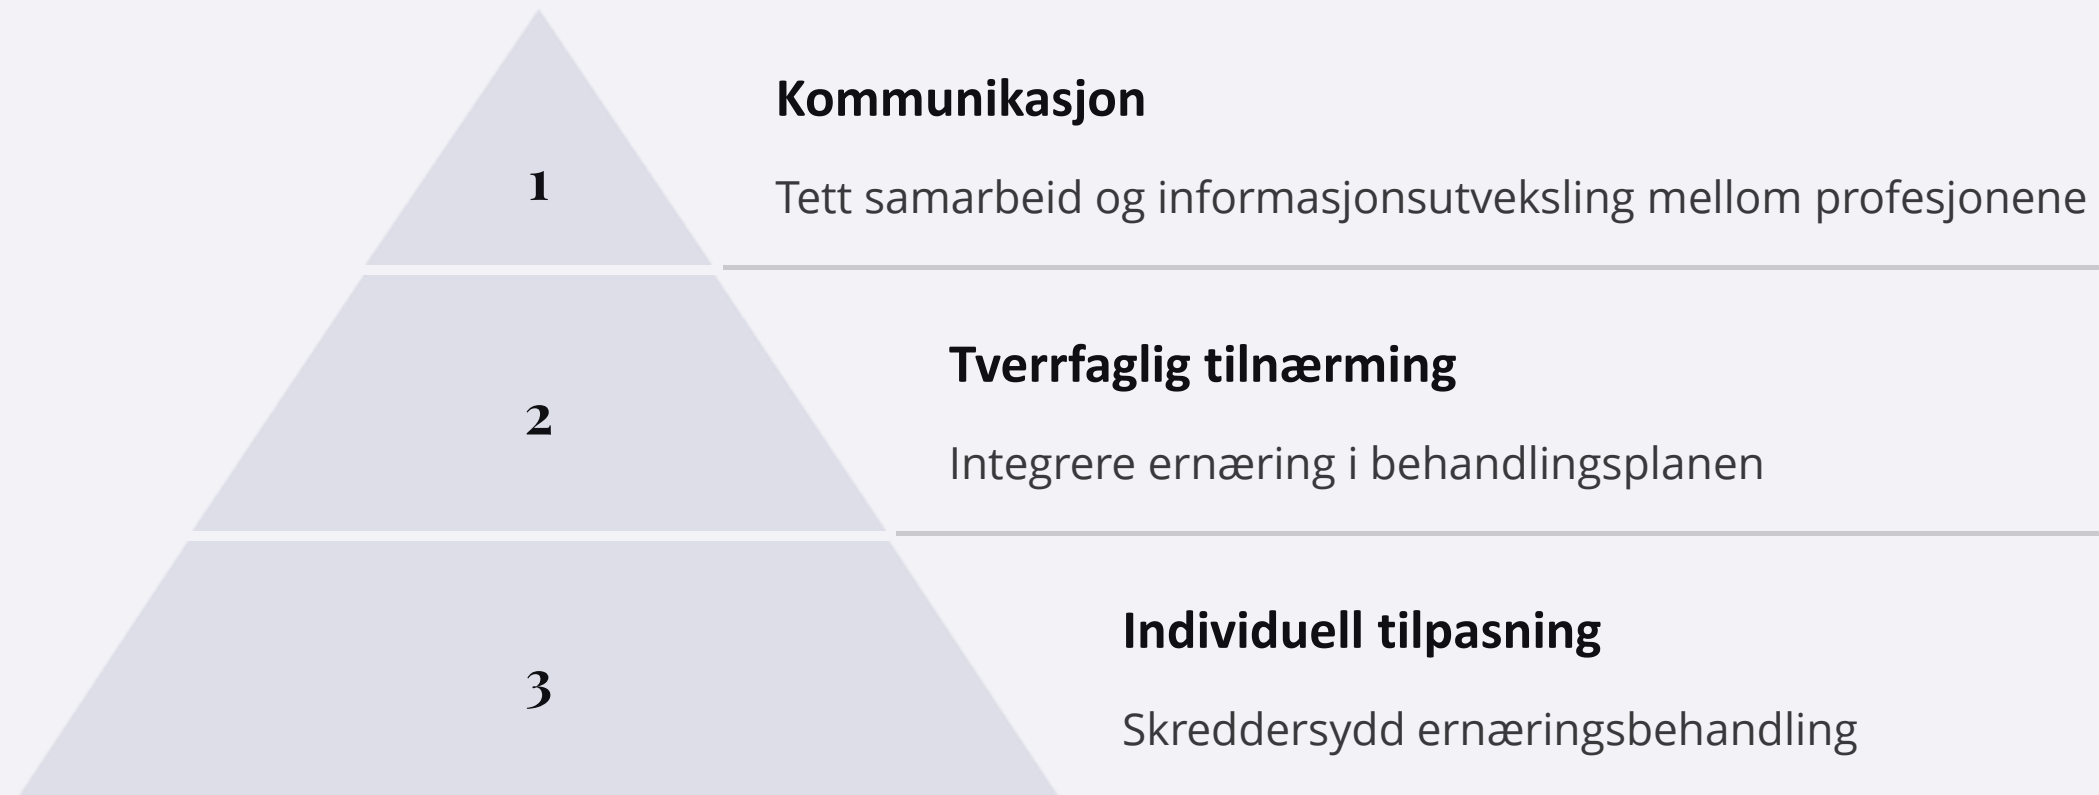 1
Kommunikasjon
Tett samarbeid og informasjonsutveksling mellom profesjonene
2
Tverrfaglig tilnærming
Integrere ernæring i behandlingsplanen
3
Individuell tilpasning
Skreddersydd ernæringsbehandling